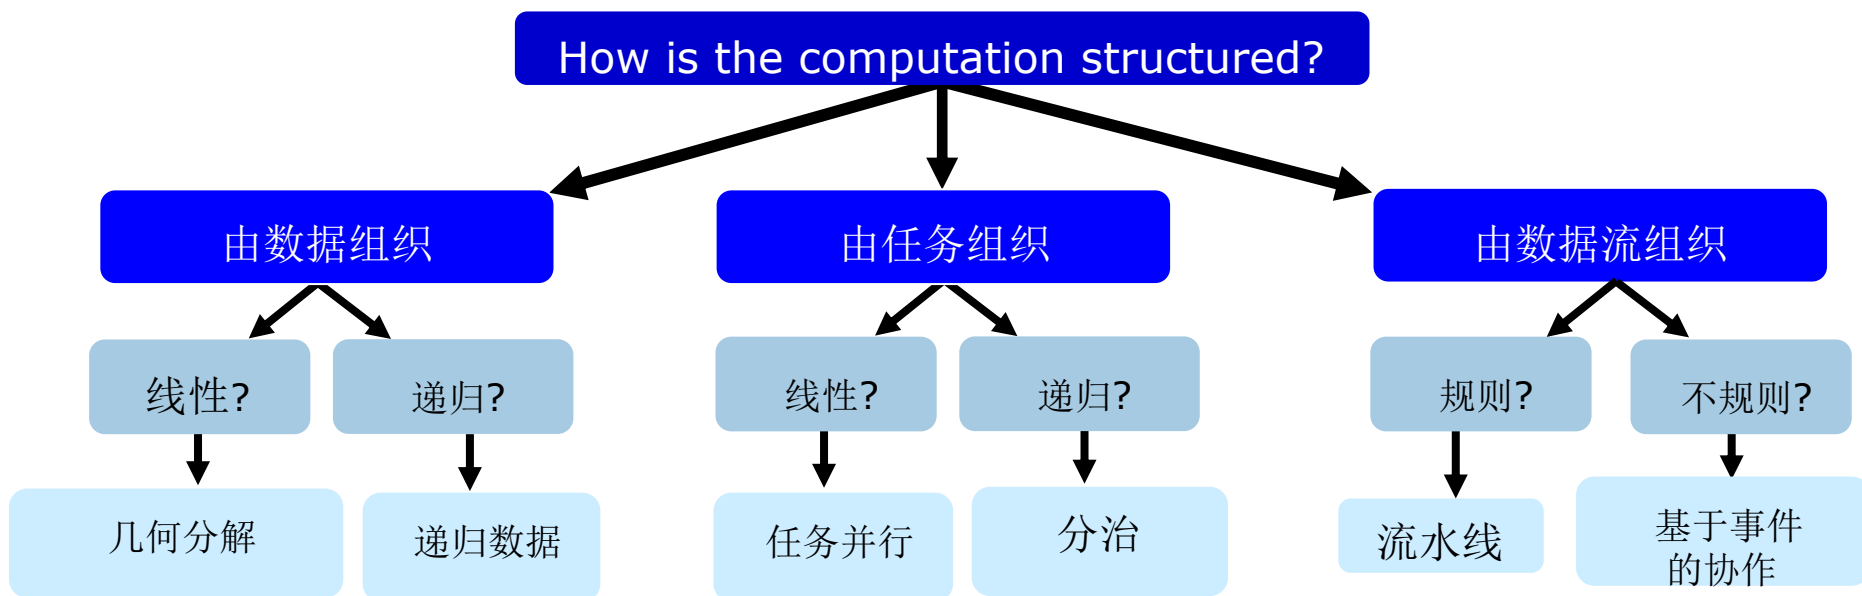 How is the computation structured?
由数据组织
由任务组织
由数据流组织
线性?
递归?
线性?
递归?
规则?
不规则?
几何分解
递归数据
任务并行
分治
流水线
基于事件
的协作